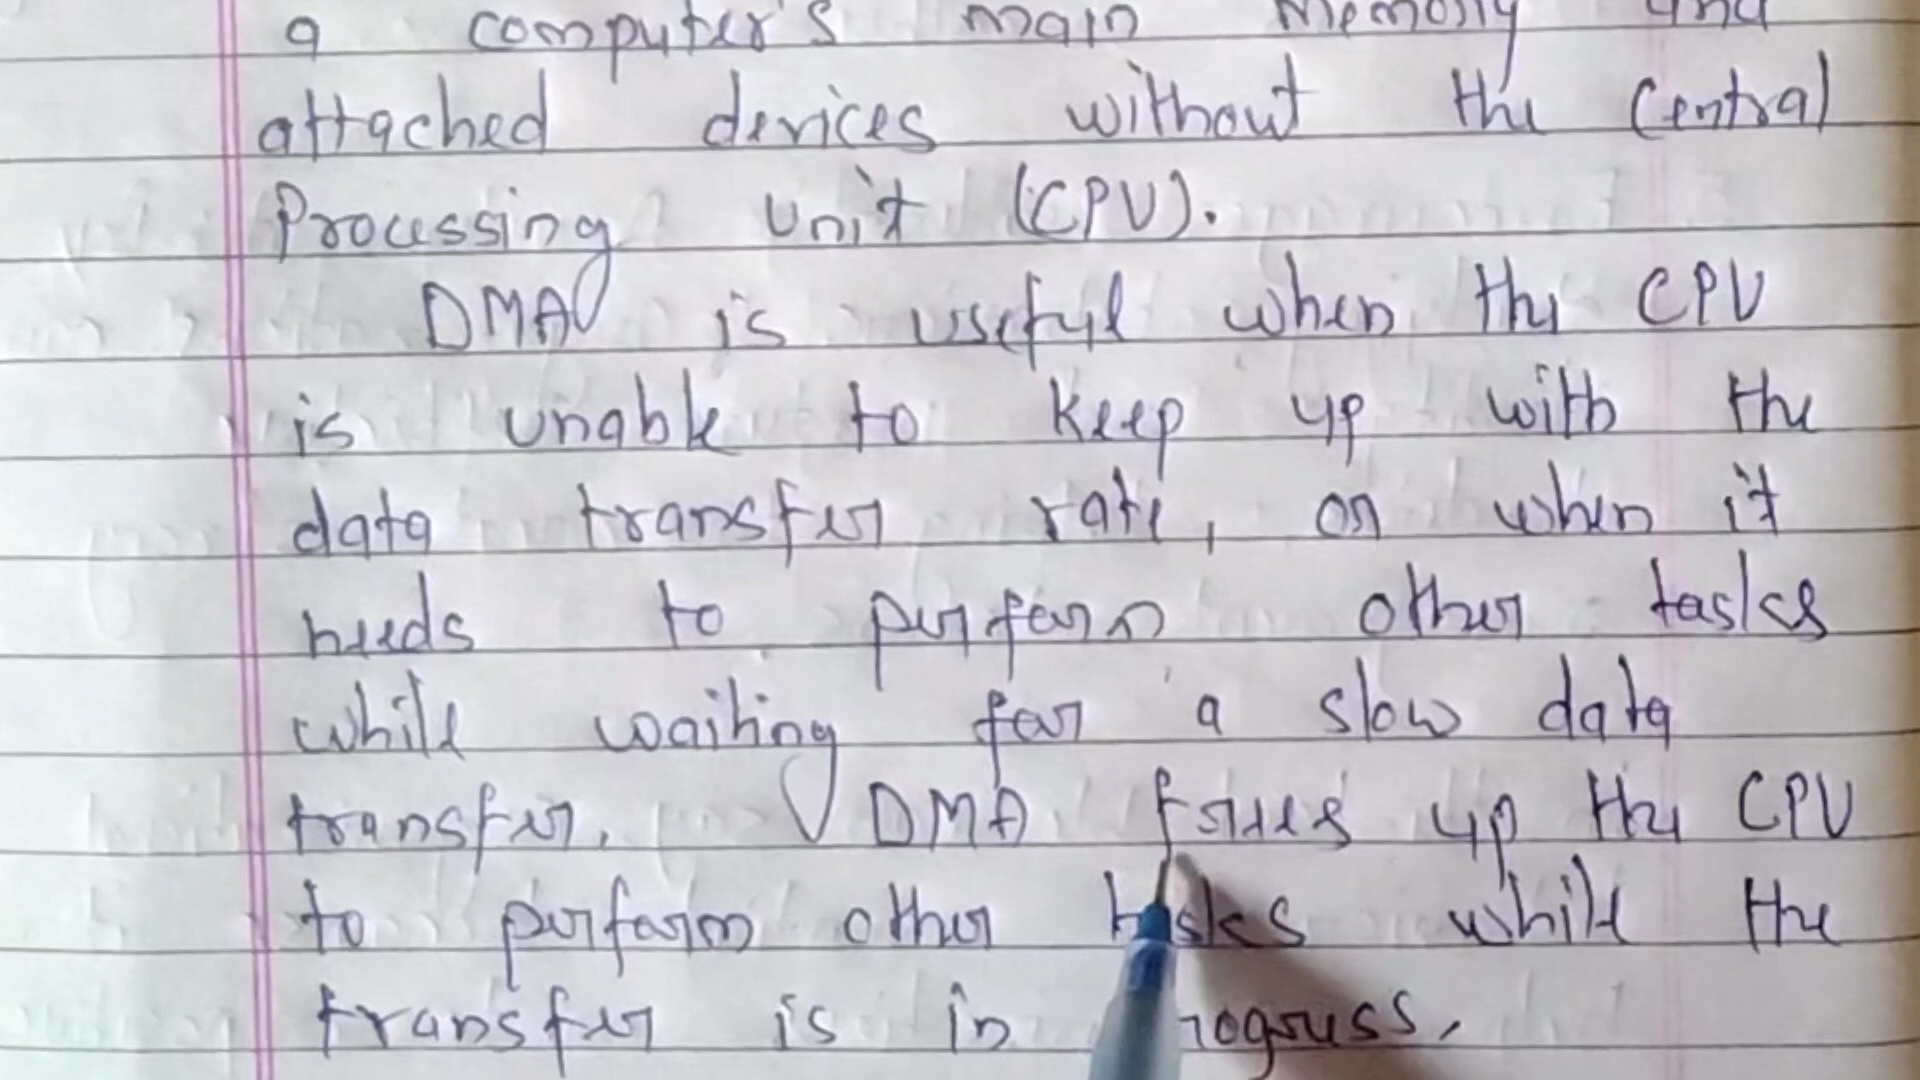 a computer's main memory and
attached devices without the Central
Processing Unit (CPU).
DMA is useful when the CPU
is unable to keep up with the
data transfer rate, or when it
needs to perform other tasks
while waiting for a slow data
transfer. DMA frees up the CPU
to perform other tasks while the
transfer is in progress.